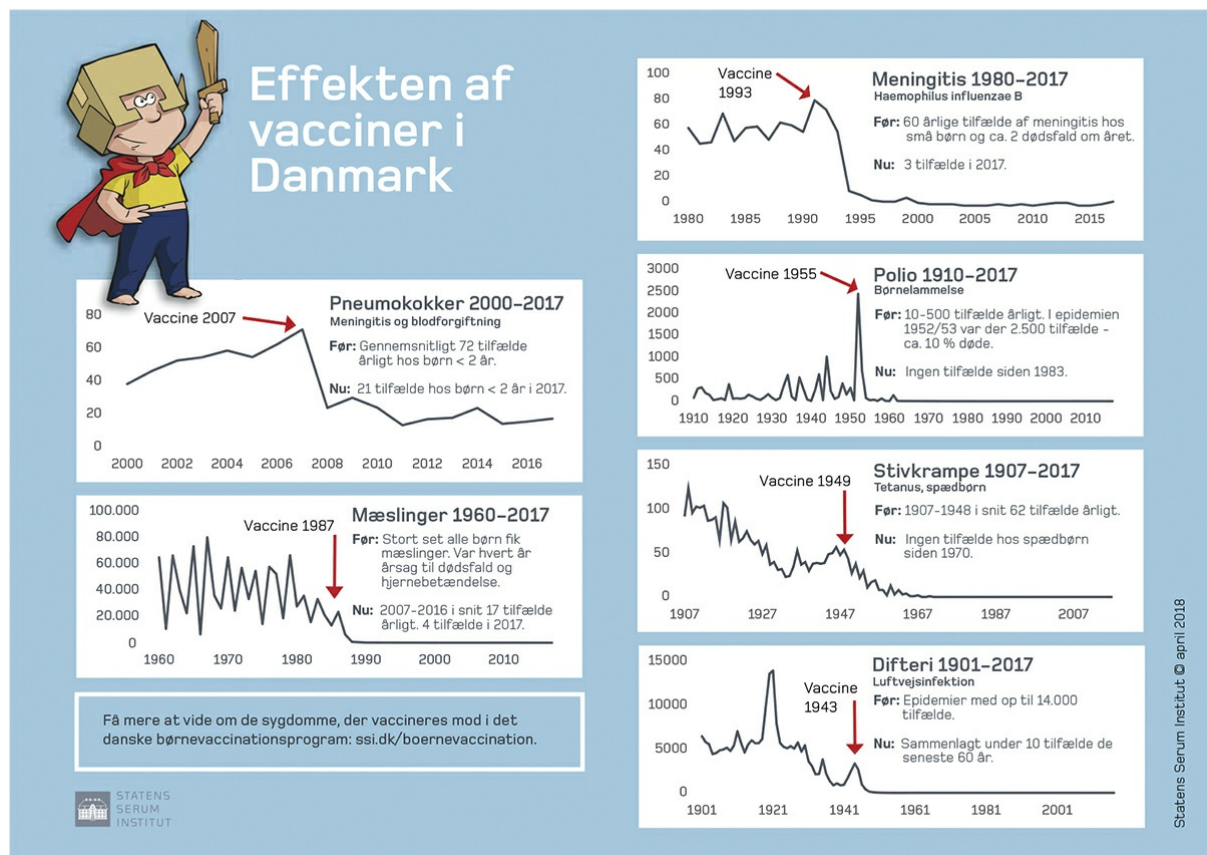 Effekten af
vacciner i
Danmark
Pneumokokker 2000–2017
Meningitis og blodforgiftning
Vaccine 2007
Før: Gennemsnitligt 72 tilfælde
årligt hos børn < 2 år.
Nu: 21 tilfælde hos børn < 2 år i 2017.
80
60
40
20
0
2000 2002 2004 2006 2008 2010 2012 2014 2016
Mæslinger 1960–2017
Vaccine 1987
Før: Stort set alle børn fik
mæslinger. Var hvert år
årsag til dødsfald og
hjernebetændelse.
Nu: 2007-2016 i snit 17 tilfælde
årligt. 4 tilfælde i 2017.
100.000
80.000
60.000
40.000
20.000
0
1960 1970 1980 1990 2000 2010
Få mere at vide om de sygdomme, der vaccineres mod i det
danske børnevaccinationsprogram: ssi.dk/boernevaccination.
STATENS
SERUM
INSTITUT
Meningitis 1980–2017
Haemophilus influenzae B
Vaccine
1993
Før: 60 årlige tilfælde af meningitis hos
små børn og ca. 2 dødsfald om året.
Nu: 3 tilfælde i 2017.
100
80
60
40
20
0
1980 1985 1990 1995 2000 2005 2010 2015
Polio 1910–2017
Børnelammelse
Vaccine 1955
Før: 10-500 tilfælde årligt. I epidemien
1952/53 var der 2.500 tilfælde -
ca. 10 % døde.
Nu: Ingen tilfælde siden 1983.
3000
2500
2000
1500
1000
500
0
1910 1920 1930 1940 1950 1960 1970 1980 1990 2000 2010
Stivkrampe 1907–2017
Tetanus, spædbørn
Vaccine 1949
Før: 1907-1948 i snit 62 tilfælde årligt.
Nu: Ingen tilfælde hos spædbørn
siden 1970.
150
100
50
0
1907 1927 1947 1967 1987 2007
Difteri 1901–2017
Luftvejsinfektion
Vaccine
1943
Før: Epidemier med op til 14.000
tilfælde.
Nu: Sammenlagt under 10 tilfælde de
seneste 60 år.
15000
10000
5000
0
1901 1921 1941 1961 1981 2001
Statens Serum Institut © april 2018